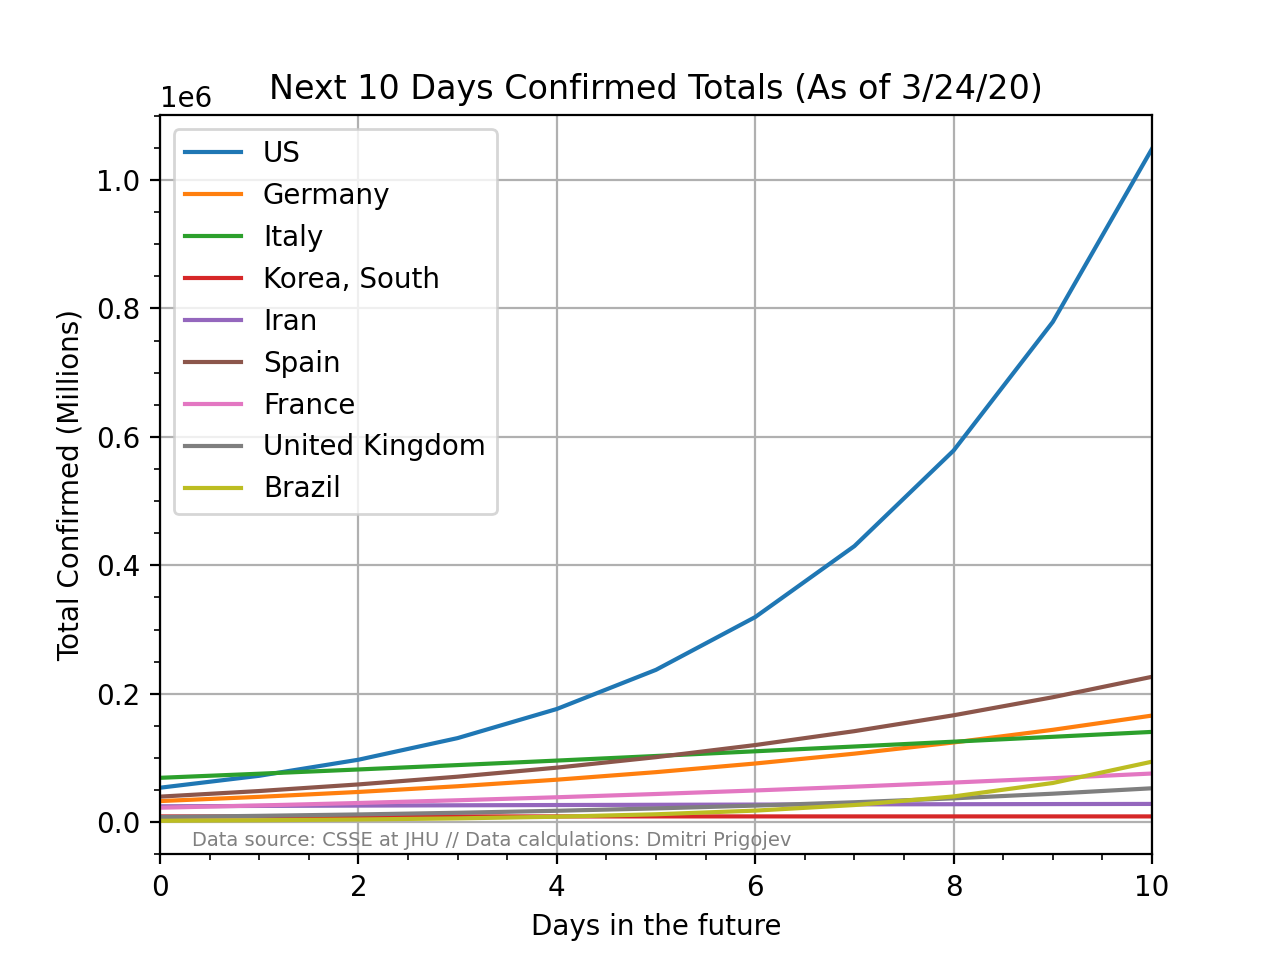 Next 10 Days Confirmed Totals (As of 3/24/20)
1e6
Total Confirmed (Millions)
1.0
0.8
0.6
0.4
0.2
0.0
US
Germany
Italy
Korea, South
Iran
Spain
France
United Kingdom
Brazil
Data source: CSSE at JHU // Data calculations: Dmitri Prigojev
0 2 4 6 8 10
Days in the future